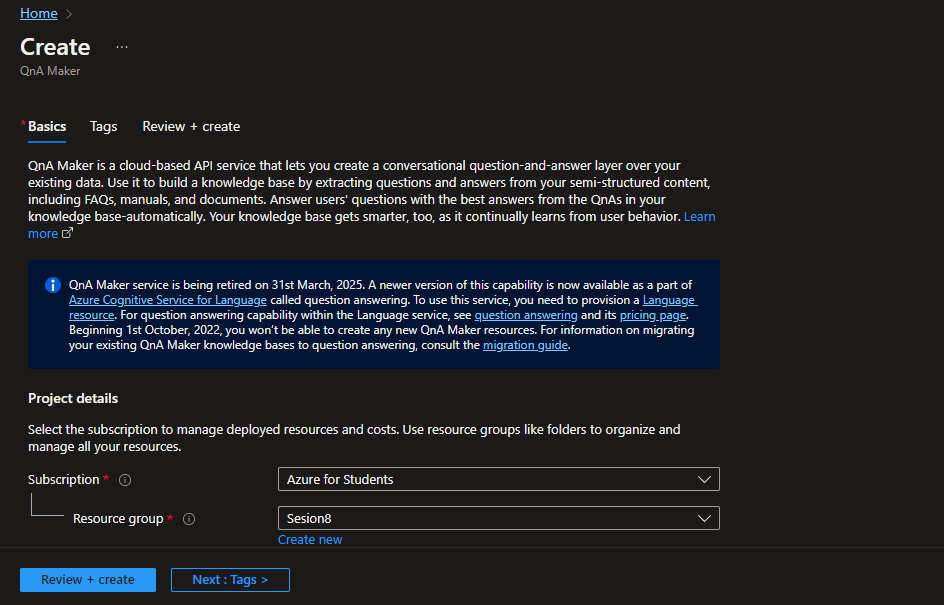 Home
Create
...
QnA Maker
* Basics
Tags
Review + create
QnA Maker is a cloud-based API service that lets you create a conversational question-and-answer layer over your
existing data. Use it to build a knowledge base by extracting questions and answers from your semi-structured content,
including FAQs, manuals, and documents. Answer users' questions with the best answers from the QnAs in your
knowledge base-automatically. Your knowledge base gets smarter, too, as it continually learns from user behavior. Learn
more
QnA Maker service is being retired on 31st March, 2025. A newer version of this capability is now available as a part of
Azure Cognitive Service for Language called question answering. To use this service, you need to provision a Language
resource. For question answering capability within the Language service, see question answering and its pricing page.
Beginning 1st October, 2022, you won't be able to create any new QnA Maker resources. For information on migrating
your existing QnA Maker knowledge bases to question answering, consult the migration guide.
Project details
Select the subscription to manage deployed resources and costs. Use resource groups like folders to organize and
manage all your resources.
Subscription *
Azure for Students
Resource group *
Sesion8
Create new
Review + create
Next : Tags >